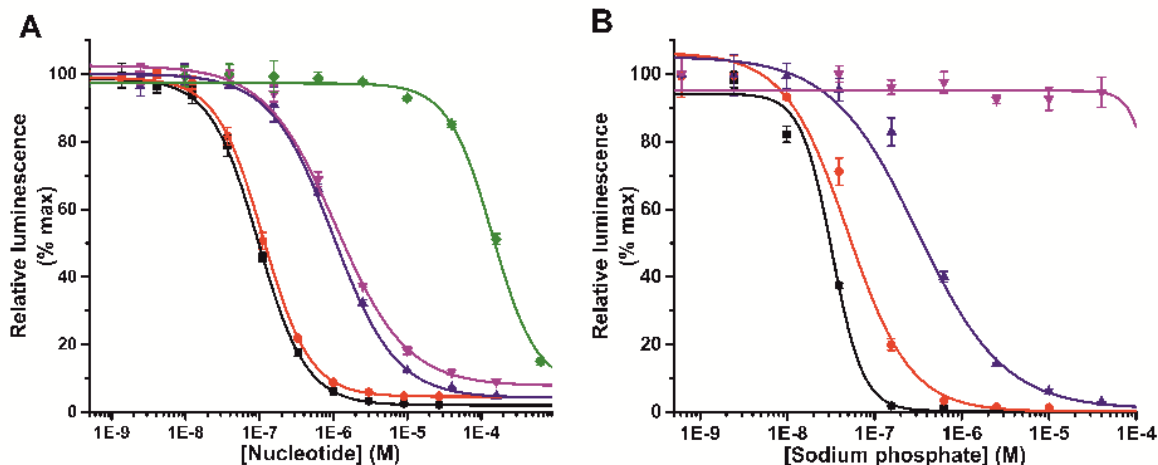 A
Relative luminescence
(% max)
100
80
60
40
20
0
1E-9 1E-8 1E-7 1E-6 1E-5 1E-4
[Nucleotide] (M)
B
Relative luminescence
(% max)
100
80
60
40
20
0
1E-9 1E-8 1E-7 1E-6 1E-5 1E-4
[Sodium phosphate] (M)